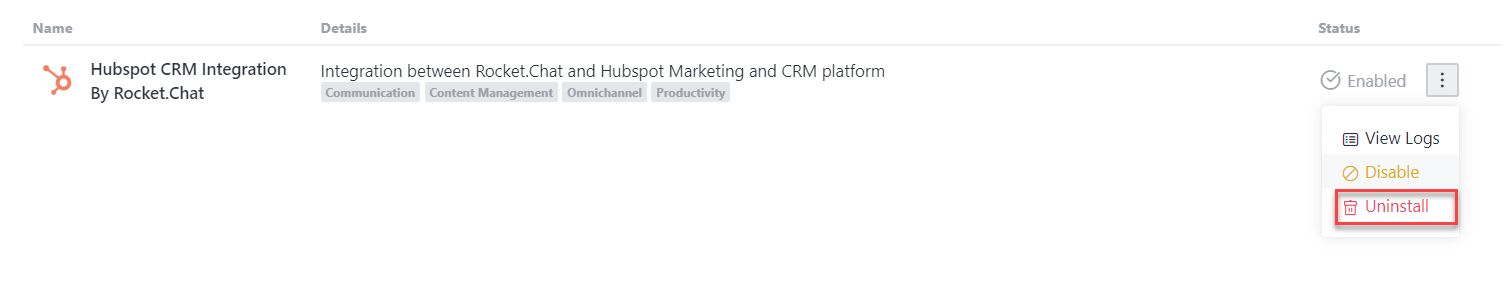 Name Details Status
Hubspot CRM Integration
By Rocket.Chat
Integration between Rocket.Chat and Hubspot Marketing and CRM platform
Communication Content Management Omnichannel Productivity
Enabled
View Logs
Disable
Uninstall